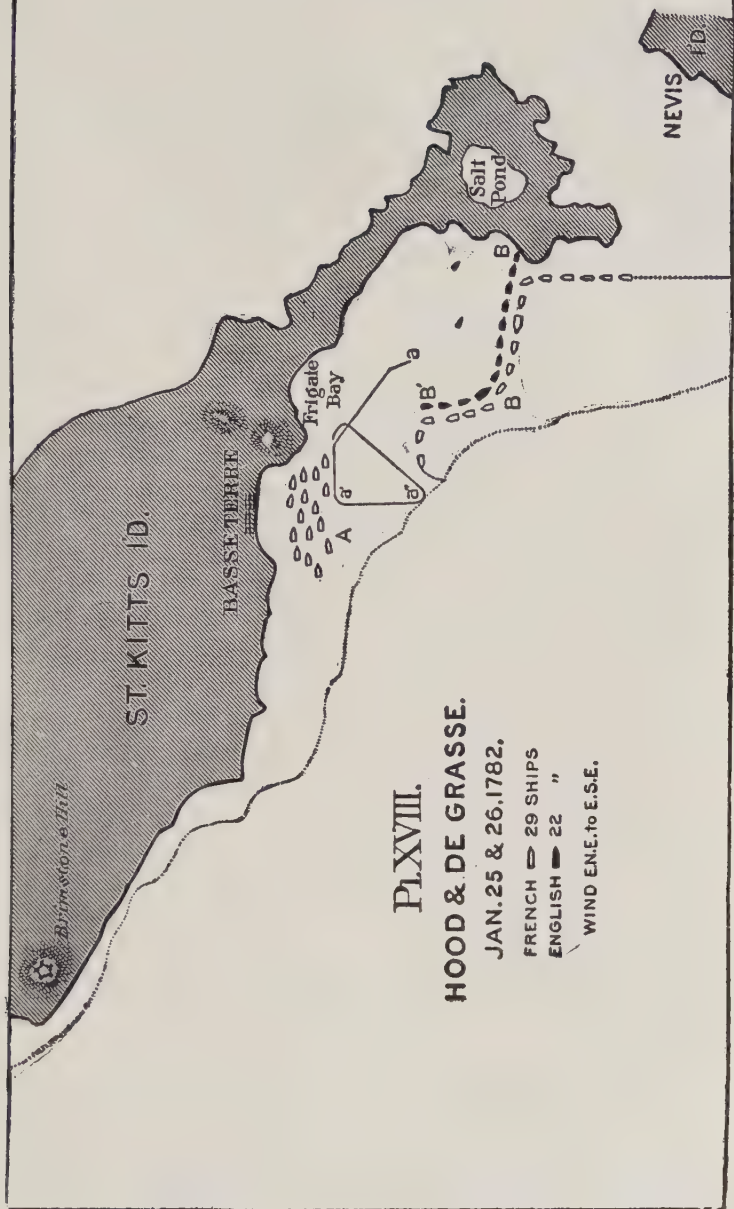 Brimstone Hill
ST. KITTS ID.
BASSE TERRE
Frigate
Bay
Salt
Pond
NEVIS
ID.
A
a
a'
a"
B
B'
B
PL XVIII.
HOOD & DE GRASSE.
JAN. 25 & 26. 1782.
FRENCH 29 SHIPS
ENGLISH 22 "
WIND E.N.E. to E.S.E.